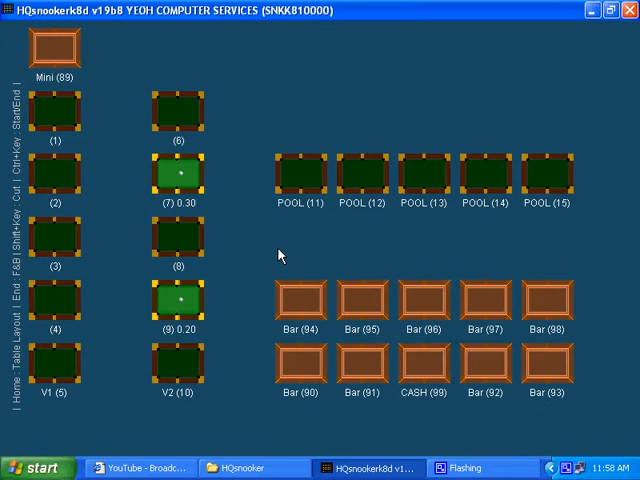 HQsnookerk8d v19b8 YEOH COMPUTER SERVICES (SNKK810000)
Mini (89)
| Home : Table Layout | End : F&B | Shift+Key : Cut | Ctrl+Key : Start/End |
(1)
(6)
(2)
(7) 0.30
POOL (11)
POOL (12)
POOL (13)
POOL (14)
POOL (15)
(3)
(8)
(4)
(9) 0.20
Bar (94)
Bar (95)
Bar (96)
Bar (97)
Bar (98)
V1 (5)
V2 (10)
Bar (90)
Bar (91)
CASH (99)
Bar (92)
Bar (93)
start
YouTube - Broadc...
HQsnooker
HQsnookerk8d v1...
Flashing
11:58 AM